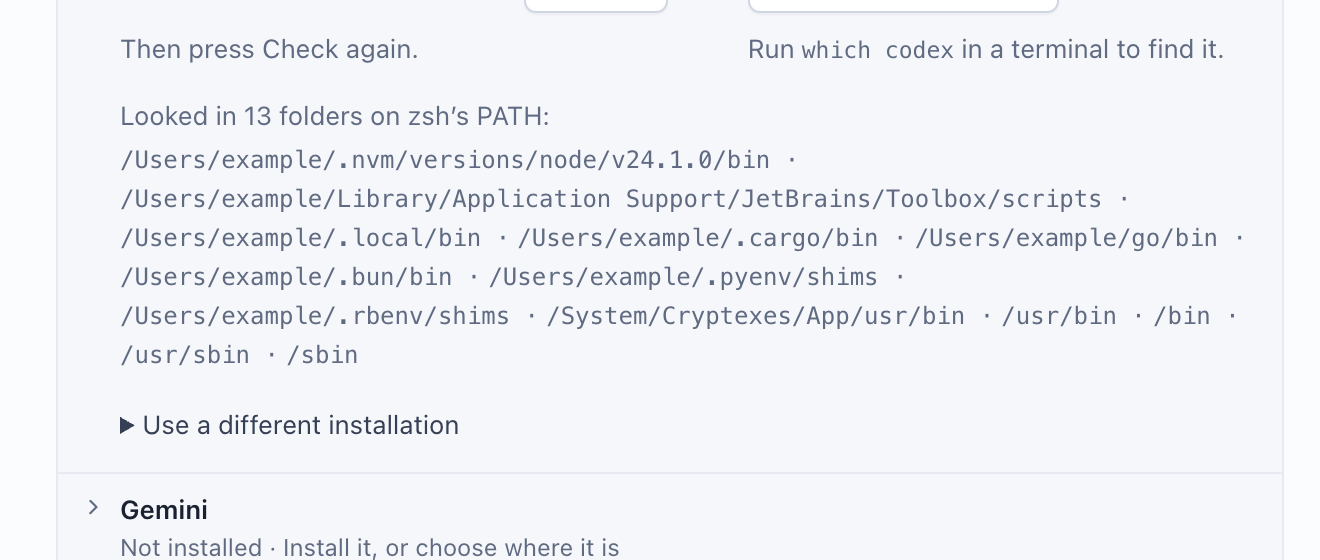 Then press Check again.
Run which codex in a terminal to find it.
Looked in 13 folders on zsh’s PATH:
/Users/example/.nvm/versions/node/v24.1.0/bin ·
/Users/example/Library/Application Support/JetBrains/Toolbox/scripts ·
/Users/example/.local/bin · /Users/example/.cargo/bin · /Users/example/go/bin ·
/Users/example/.bun/bin · /Users/example/.pyenv/shims ·
/Users/example/.rbenv/shims · /System/Cryptexes/App/usr/bin · /usr/bin · /bin ·
/usr/sbin · /sbin
Use a different installation
Gemini
Not installed · Install it, or choose where it is